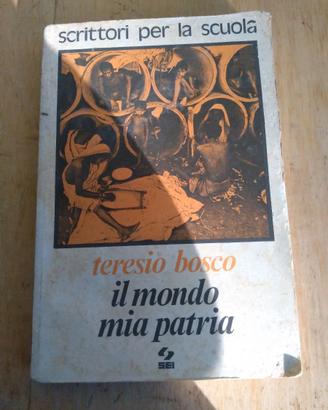 scrittori per la scuola
teresio bosco
il mondo
mia patria
SEI